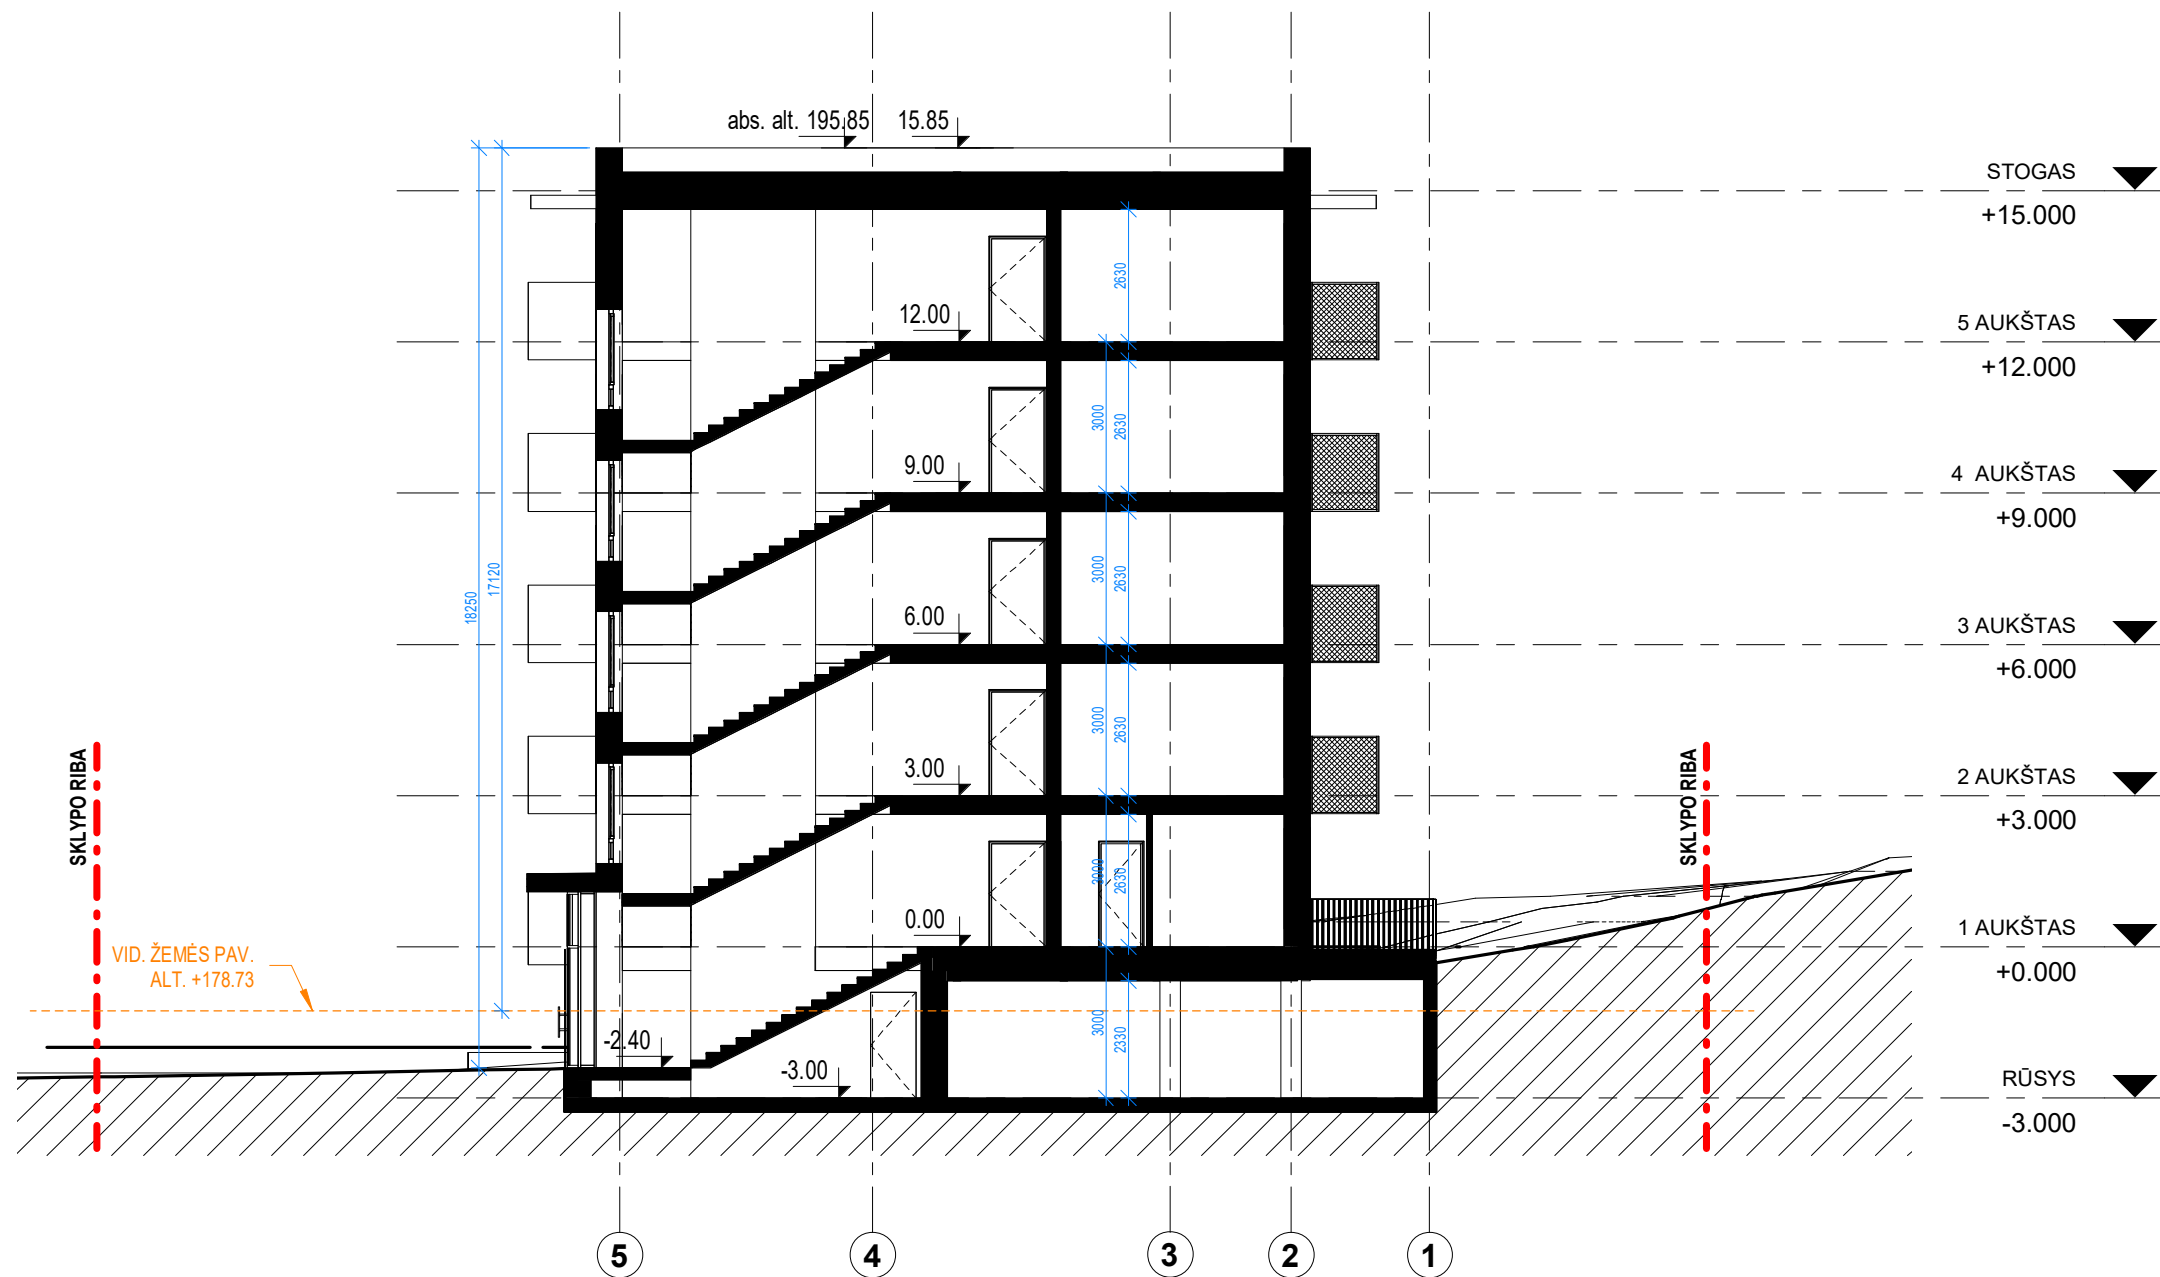 abs. alt. 195.85
15.85
STOGAS
+15.000
2630
12.00
5 AUKŠTAS
+12.000
3000
2630
9.00
4 AUKŠTAS
+9.000
3000
2630
17120
18250
6.00
3 AUKŠTAS
+6.000
3000
2630
3.00
2 AUKŠTAS
+3.000
SKLYPO RIBA
SKLYPO RIBA
3000
2630
0.00
1 AUKŠTAS
+0.000
VID. ŽEMĖS PAV.
ALT. +178.73
-2.40
3000
2330
-3.00
RŪSYS
-3.000
5
4
3
2
1